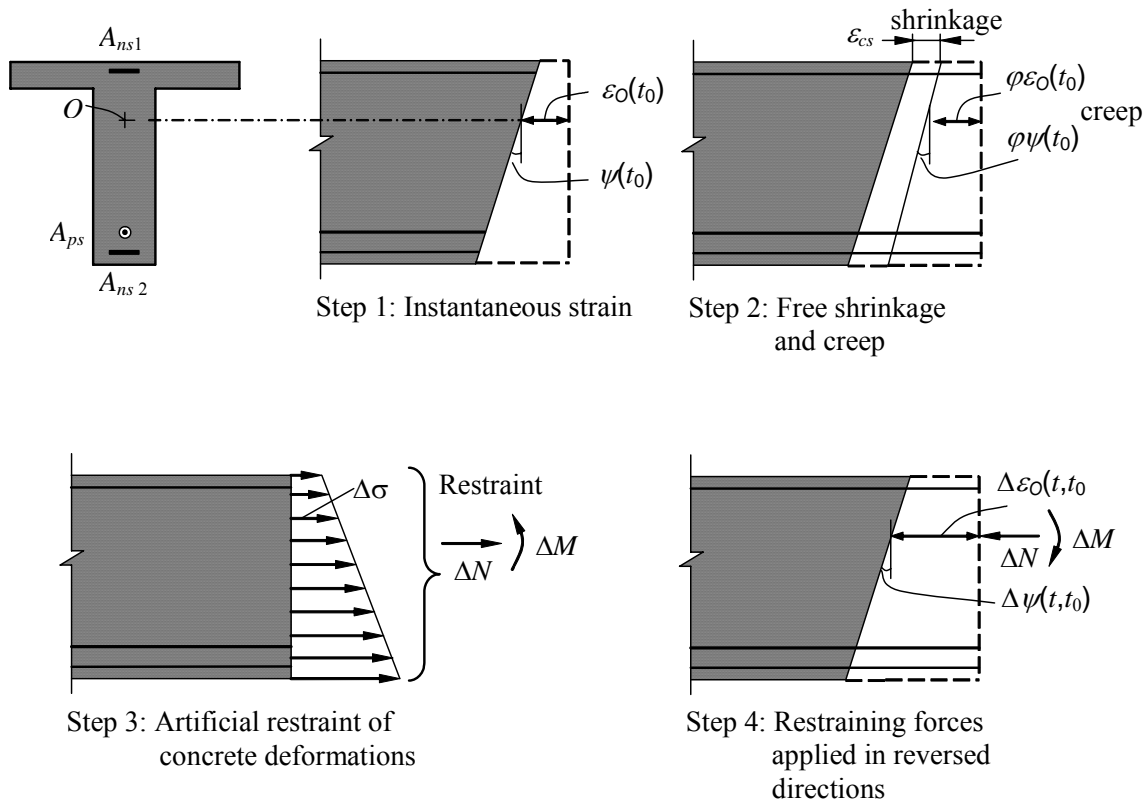 A_ns1
O
A_ps
A_ns 2
ε_O(t_0)
ψ(t_0)
Step 1: Instantaneous strain
shrinkage
ε_cs
φε_O(t_0)
creep
φψ(t_0)
Step 2: Free shrinkage
and creep
Δσ
Restraint
ΔN
ΔM
Step 3: Artificial restraint of
concrete deformations
Δε_O(t,t_0
ΔN
ΔM
Δψ(t,t_0)
Step 4: Restraining forces
applied in reversed
directions